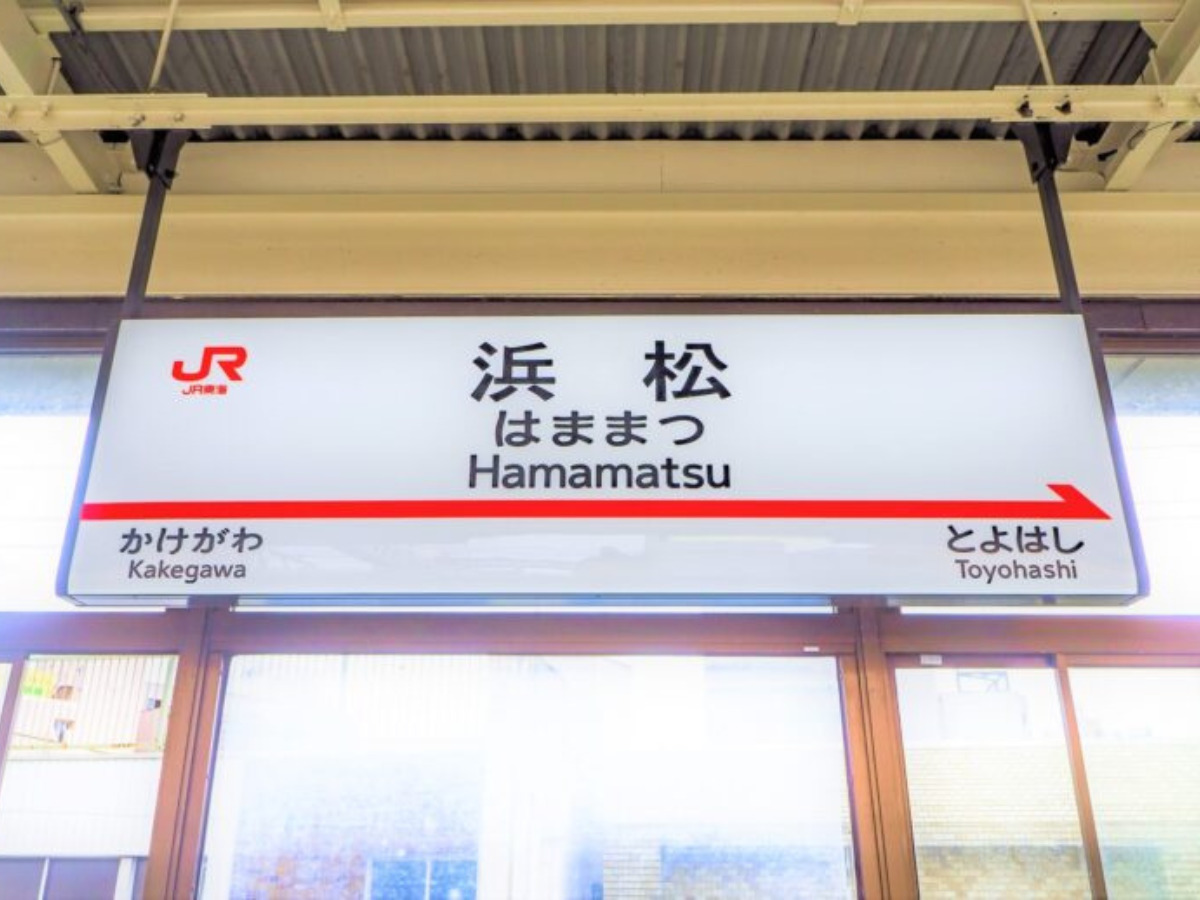 JR
JR東海
浜松
はままつ
Hamamatsu
かけがわ
Kakegawa
とよはし
Toyohashi